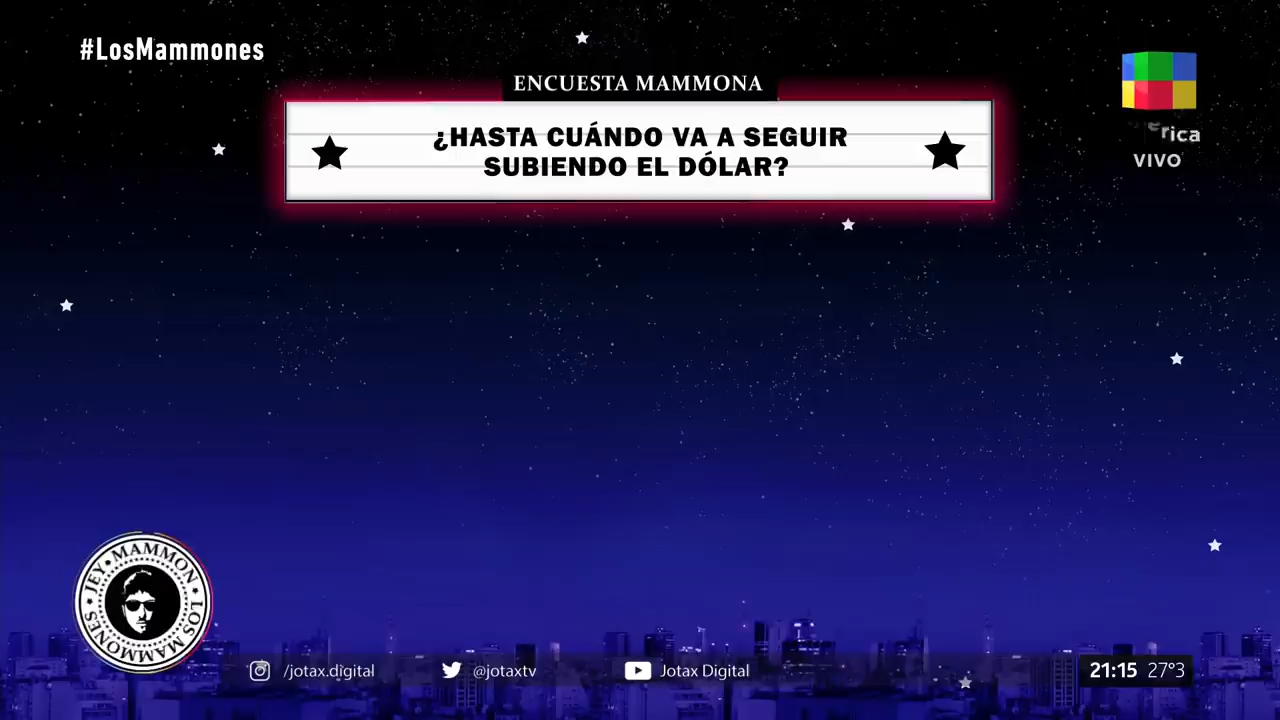 #LosMammones
ENCUESTA MAMMONA
¿HASTA CUÁNDO VA A SEGUIR
SUBIENDO EL DÓLAR?
VIVO
JEY • MAMMON • LOS MAMMONES •
/jotax.digital
@jotaxtv
Jotax Digital
21:15 27°3